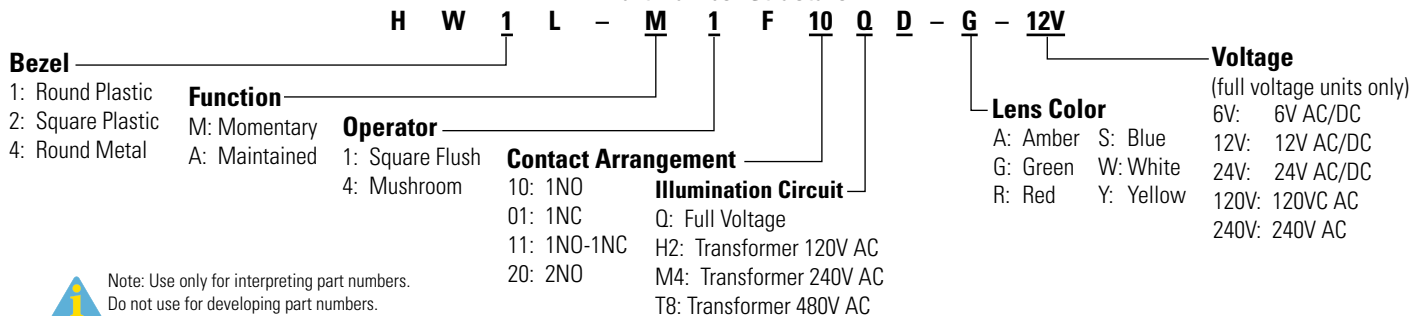 H W 1 L – M 1 F 10 Q D – G – 12V
Bezel
1: Round Plastic
2: Square Plastic
4: Round Metal
Function
M: Momentary
A: Maintained
Operator
1: Square Flush
4: Mushroom
Contact Arrangement
10: 1NO
01: 1NC
11: 1NO-1NC
20: 2NO
Illumination Circuit
Q: Full Voltage
H2: Transformer 120V AC
M4: Transformer 240V AC
T8: Transformer 480V AC
Lens Color
A: Amber S: Blue
G: Green W: White
R: Red Y: Yellow
Voltage
(full voltage units only)
6V: 6V AC/DC
12V: 12V AC/DC
24V: 24V AC/DC
120V: 120VC AC
240V: 240V AC
i
Note: Use only for interpreting part numbers.
Do not use for developing part numbers.